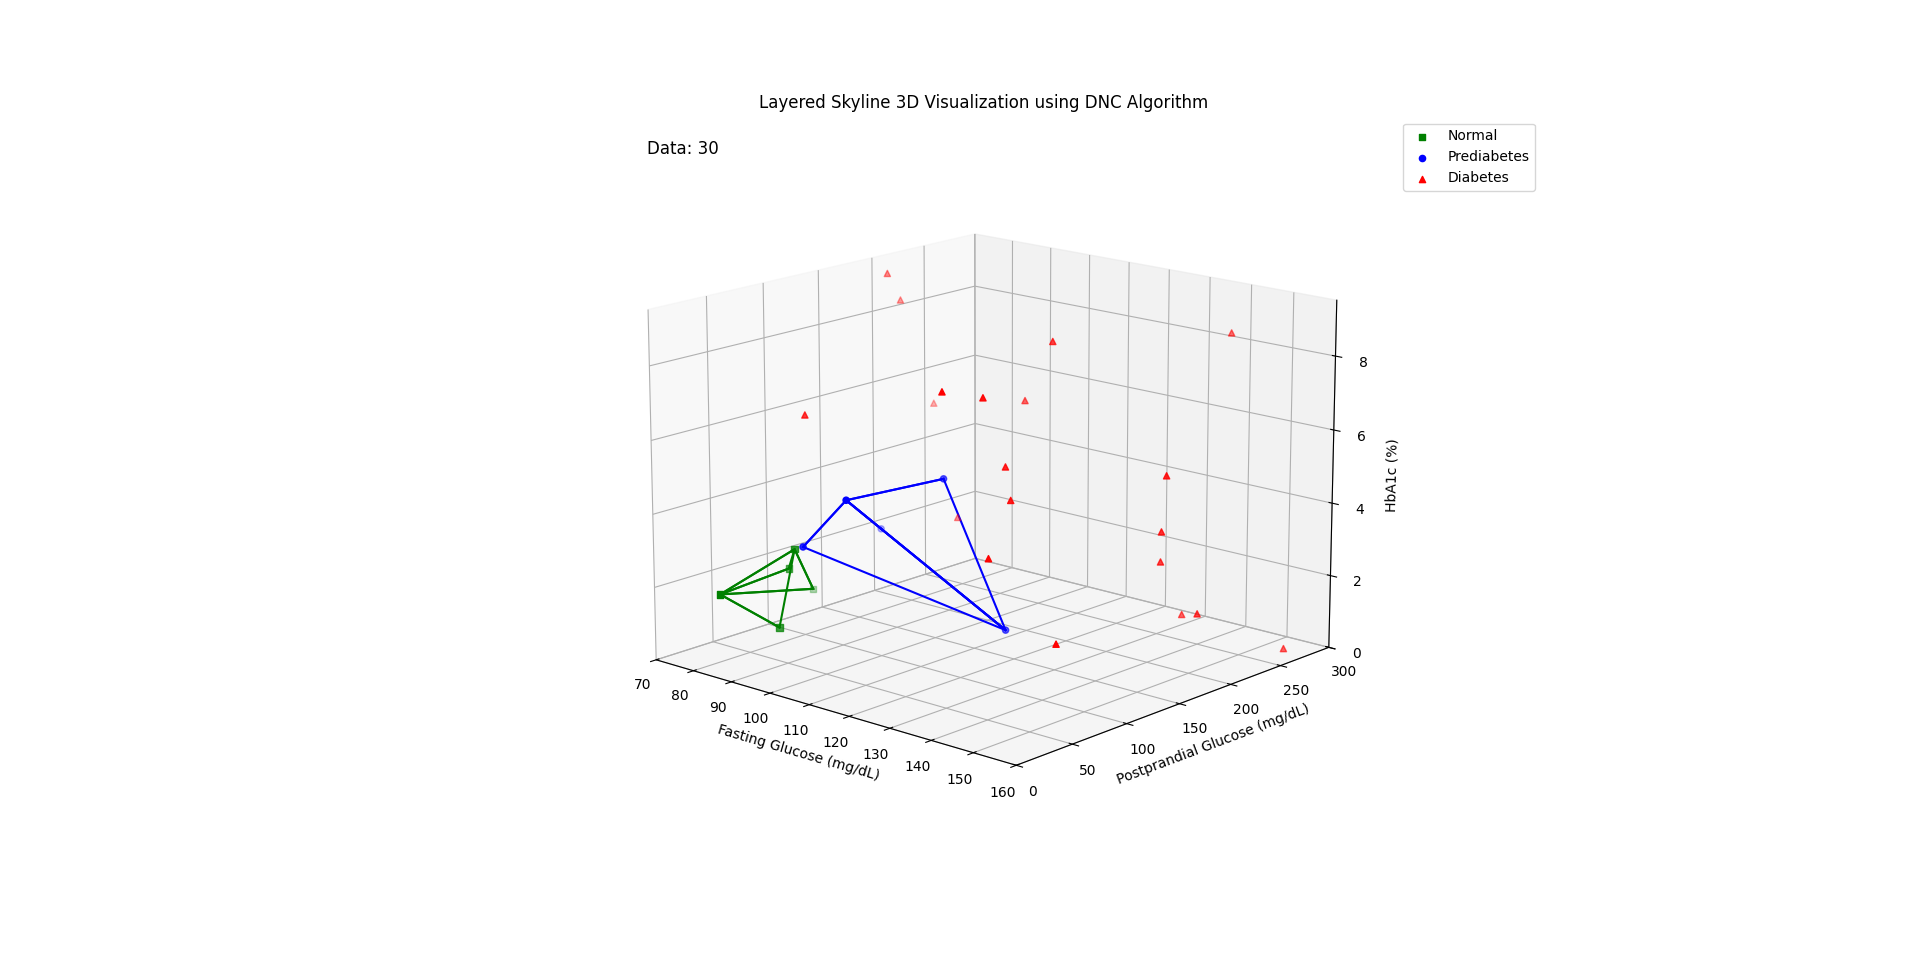 Layered Skyline 3D Visualization using DNC Algorithm
Data: 30
Normal
Prediabetes
Diabetes
8
6
4
2
0
HbA1c (%)
70
80
90
100
110
120
130
140
150
160
Fasting Glucose (mg/dL)
0
50
100
150
200
250
300
Postprandial Glucose (mg/dL)